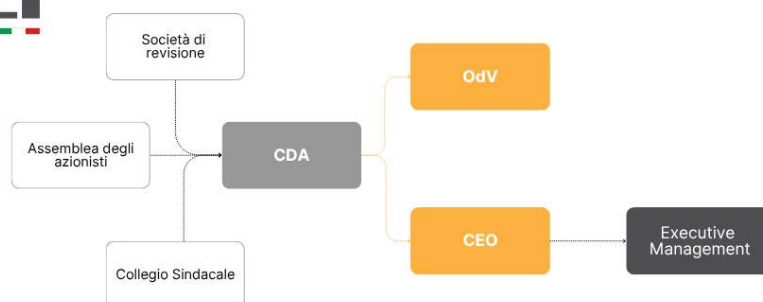 Società di
revisione
OdV
Assemblea degli
azionisti
CDA
CEO
Executive
Management
Collegio Sindacale